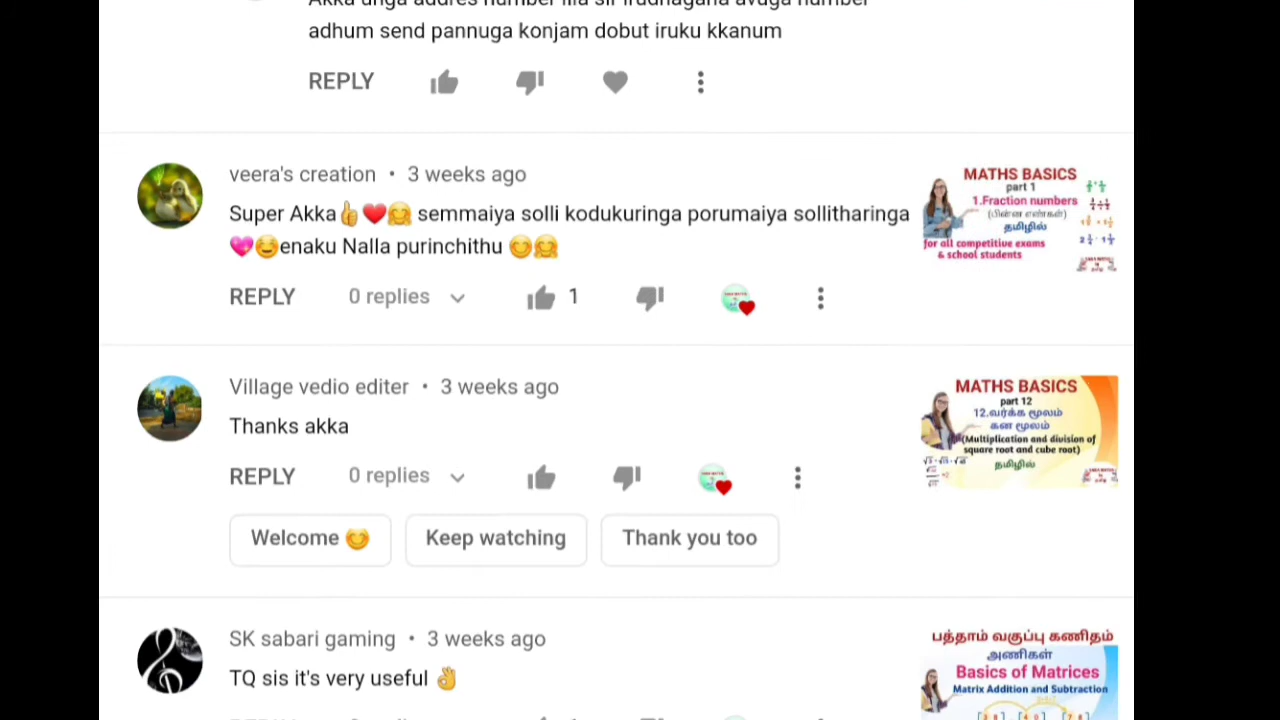 adhum send pannuga konjam dobut iruku kkanum
REPLY
veera's creation • 3 weeks ago
Super Akka👍❤️🤗 semmaiya solli kodukuringa porumaiya sollitharinga
💖😂enaku Nalla purinchithu 😊🤗
REPLY 0 replies 1
MATHS BASICS
part 1
1.Fraction numbers
(பின்ன எண்கள்)
தமிழில்
for all competitive exams
& school students
Village vedio editer • 3 weeks ago
Thanks akka
REPLY 0 replies
Welcome 😊 Keep watching Thank you too
MATHS BASICS
part 12
12.வர்க்க மூலம்
கன மூலம்
(Multiplication and division of
square root and cube root)
தமிழில்
SK sabari gaming • 3 weeks ago
TQ sis it's very useful 👌
பத்தாம் வகுப்பு கணிதம்
அணிகள்
Basics of Matrices
Matrix Addition and Subtraction